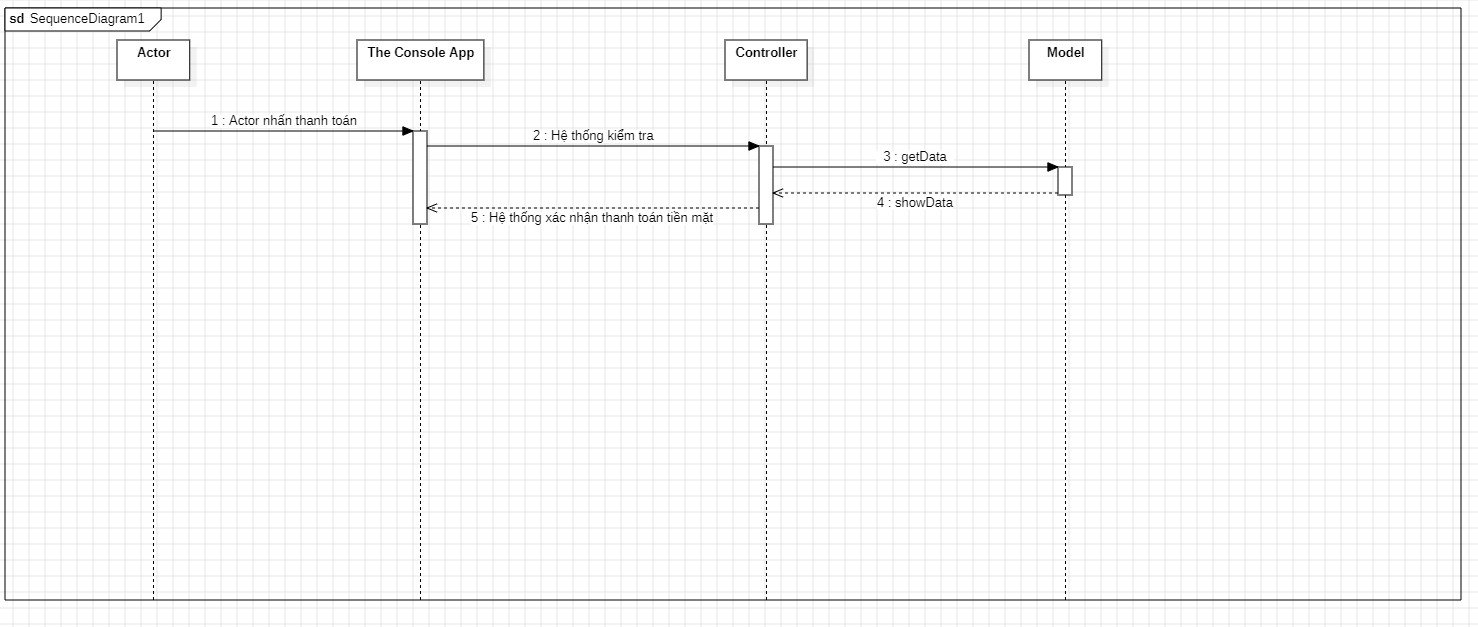 sd SequenceDiagram1
Actor
The Console App
Controller
Model
1 : Actor nhấn thanh toán
2 : Hệ thống kiểm tra
3 : getData
4 : showData
5 : Hệ thống xác nhận thanh toán tiền mặt